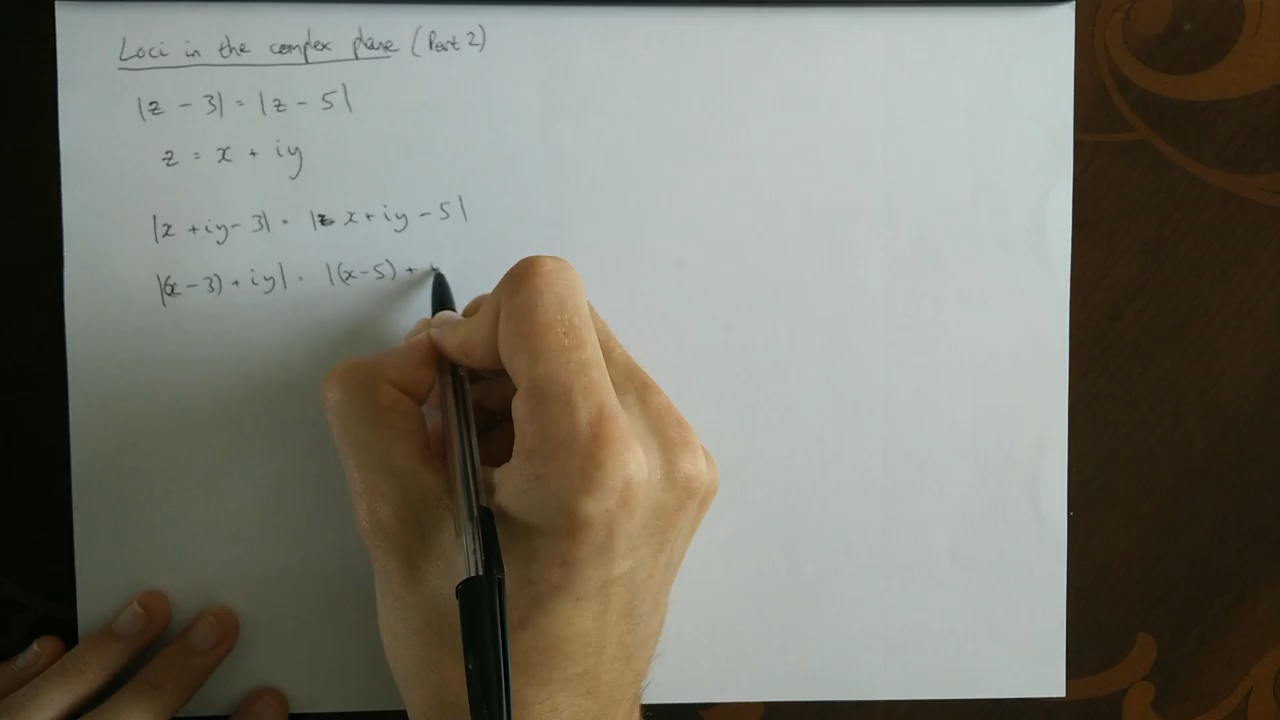 Loci in the complex plane (Part 2)
|z - 3| = |z - 5|
z = x + iy
|x + iy - 3| = |x + iy - 5|
|(x - 3) + iy| = |(x - 5) +